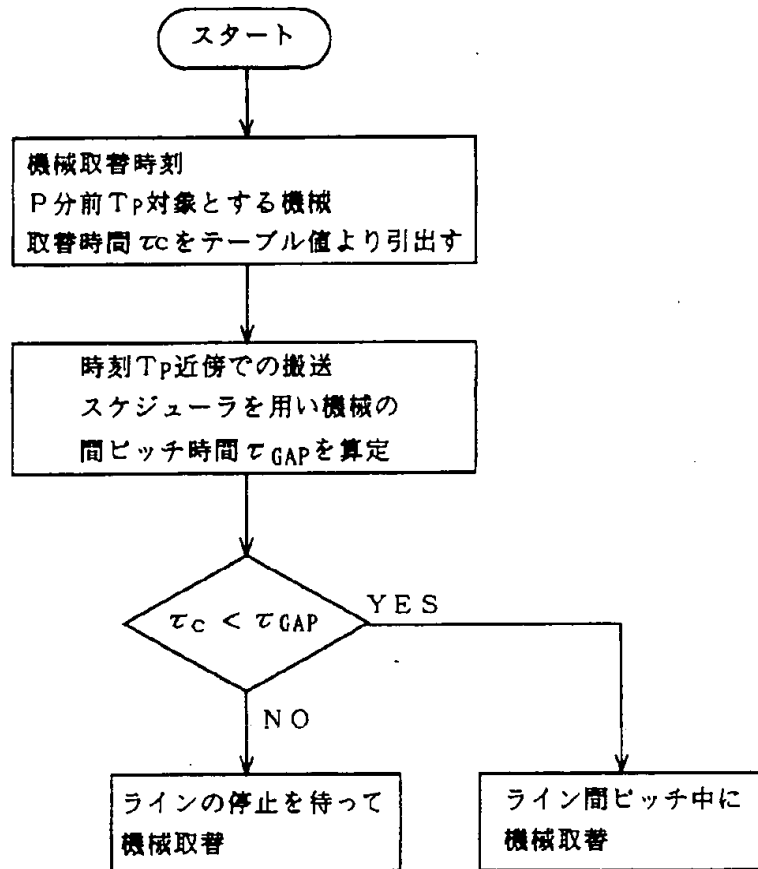 スタート
機械取替時刻
P分前TP対象とする機械
取替時間τCをテーブル値より引出す
時刻TP近傍での搬送
スケジューラを用い機械の
間ピッチ時間τGAPを算定
τC < τGAP
YES
NO
ラインの停止を待って
機械取替
ライン間ピッチ中に
機械取替